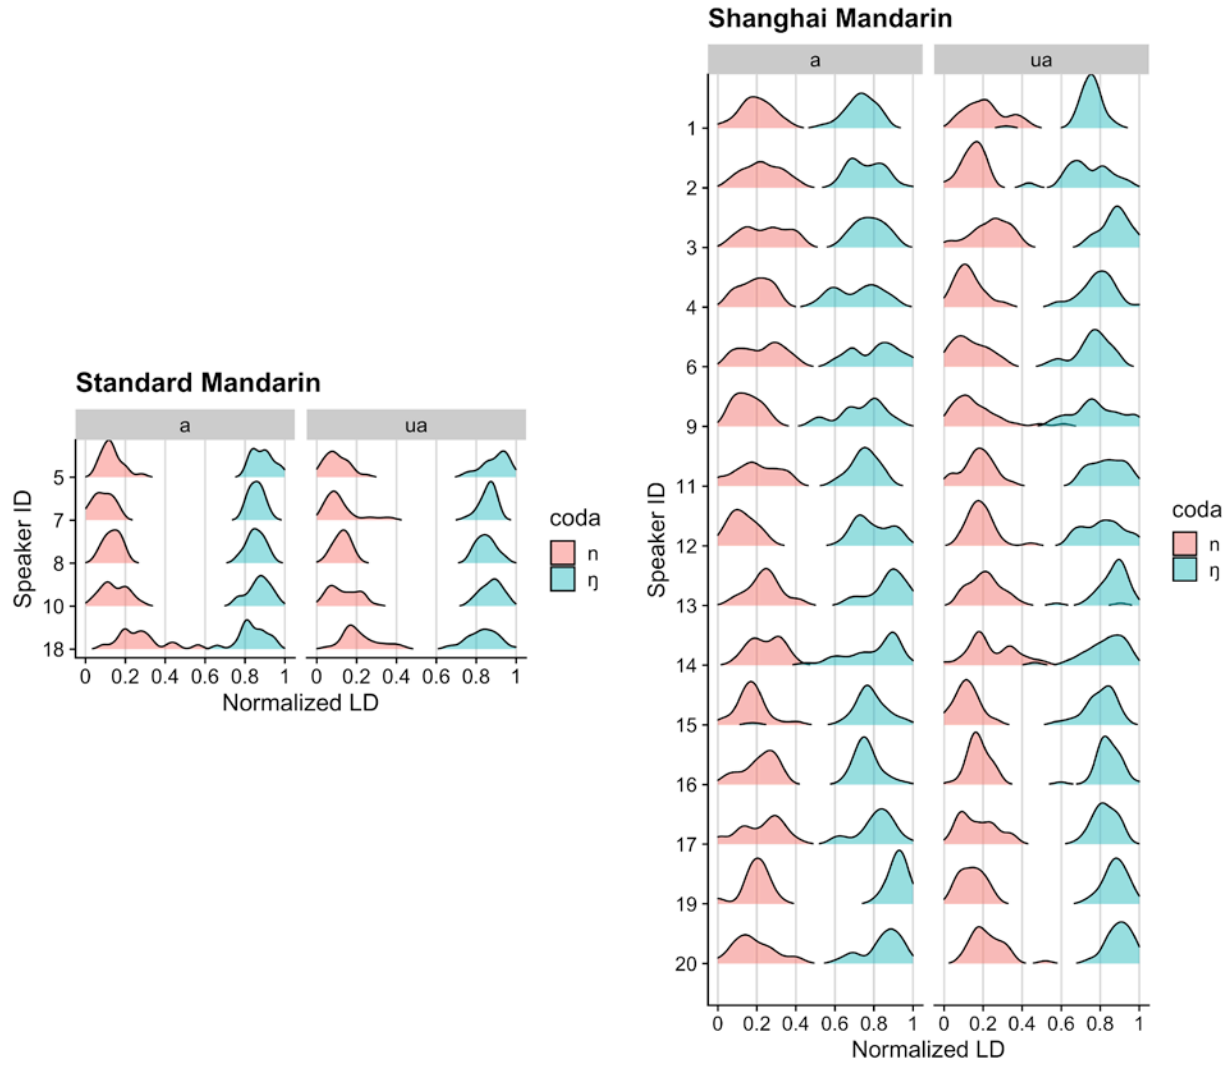 Standard Mandarin
a ua
5
7
8
10
18
Speaker ID
0 0.2 0.4 0.6 0.8 1 0 0.2 0.4 0.6 0.8 1
Normalized LD
coda
n
ŋ
Shanghai Mandarin
a ua
1
2
3
4
6
9
11
12
13
14
15
16
17
19
20
Speaker ID
0 0.2 0.4 0.6 0.8 1 0 0.2 0.4 0.6 0.8 1
Normalized LD
coda
n
ŋ